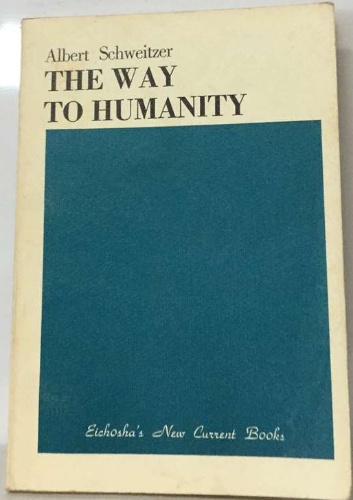 Albert Schweitzer
THE WAY
TO HUMANITY
Eichosha's New Current Books